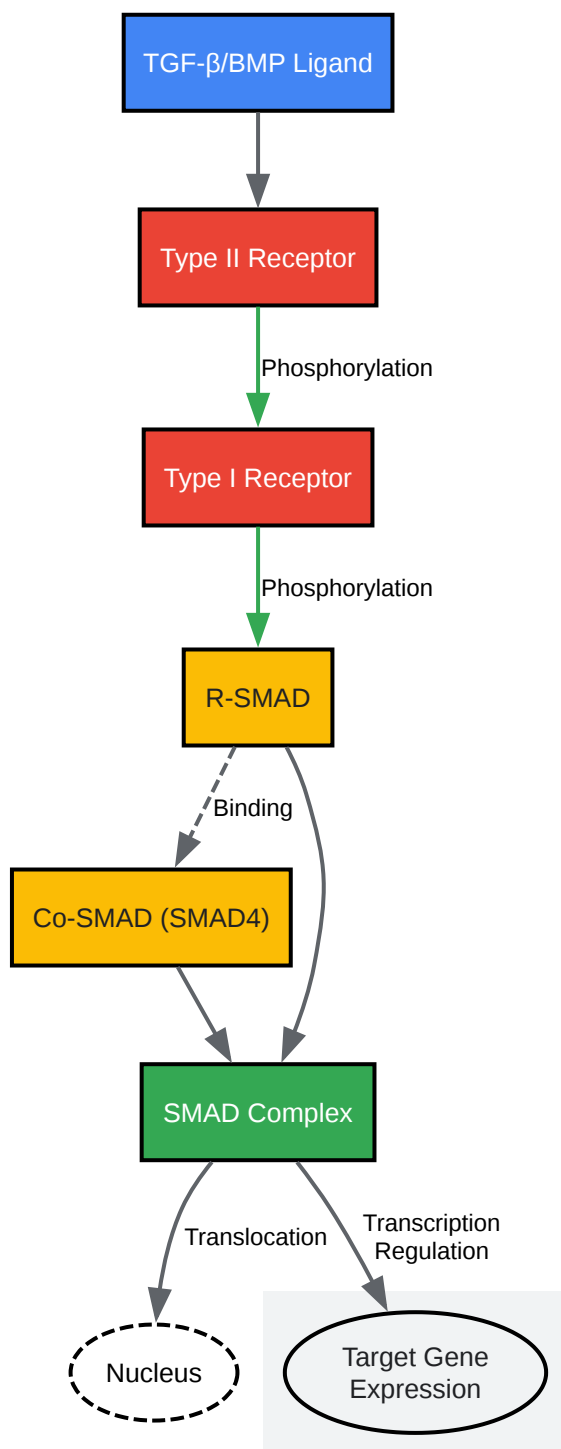 TGF-β/BMP Ligand
Type II Receptor
Phosphorylation
Type I Receptor
Phosphorylation
R-SMAD
Binding
Co-SMAD (SMAD4)
SMAD Complex
Translocation
Transcription
Regulation
Nucleus
Target Gene
Expression